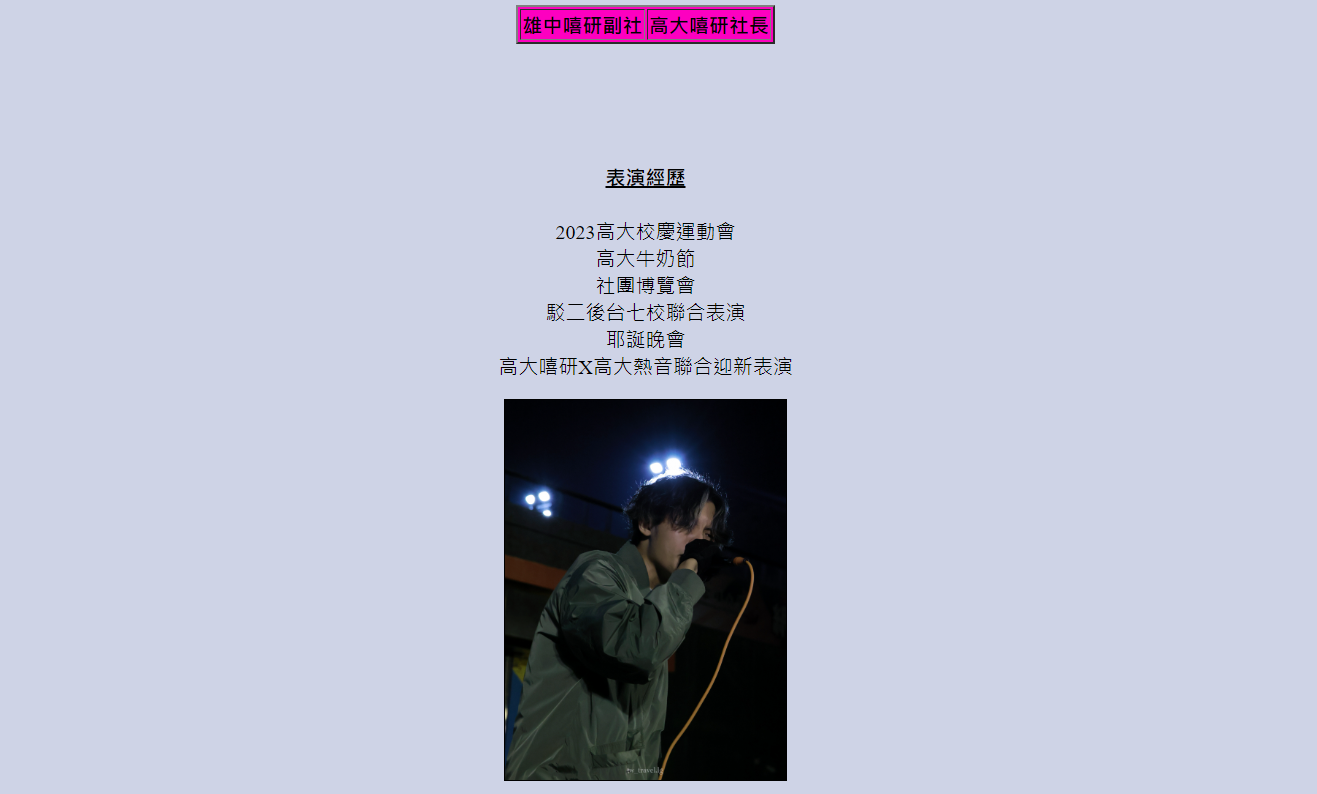 雄中嘻研副社 高大嘻研社長
表演經歷
2023高大校慶運動會
高大牛奶節
社團博覽會
駁二後台七校聯合表演
耶誕晚會
高大嘻研X高大熱音聯合迎新表演